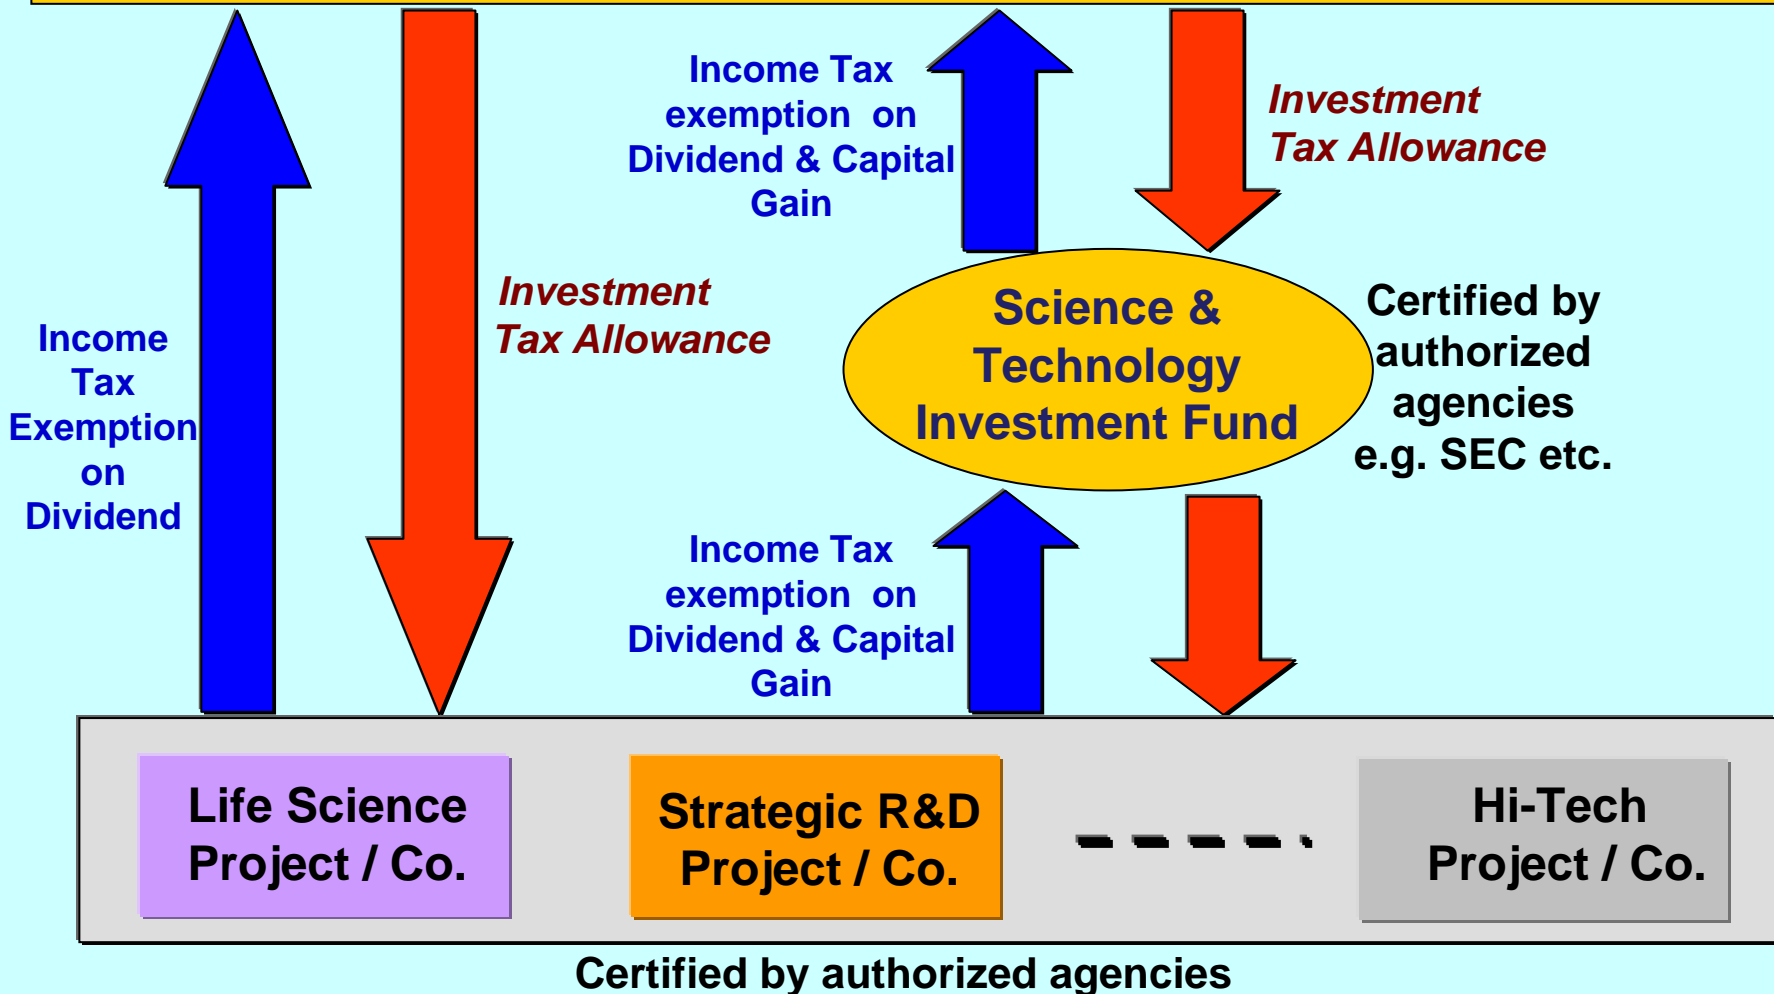 Income Tax
exemption on
Dividend & Capital
Gain
Investment
Tax Allowance
Income
Tax
Exemption
on
Dividend
Investment
Tax Allowance
Science &
Technology
Investment Fund
Certified by
authorized
agencies
e.g. SEC etc.
Income Tax
exemption on
Dividend & Capital
Gain
Life Science
Project / Co.
Strategic R&D
Project / Co.
Hi-Tech
Project / Co.
Certified by authorized agencies